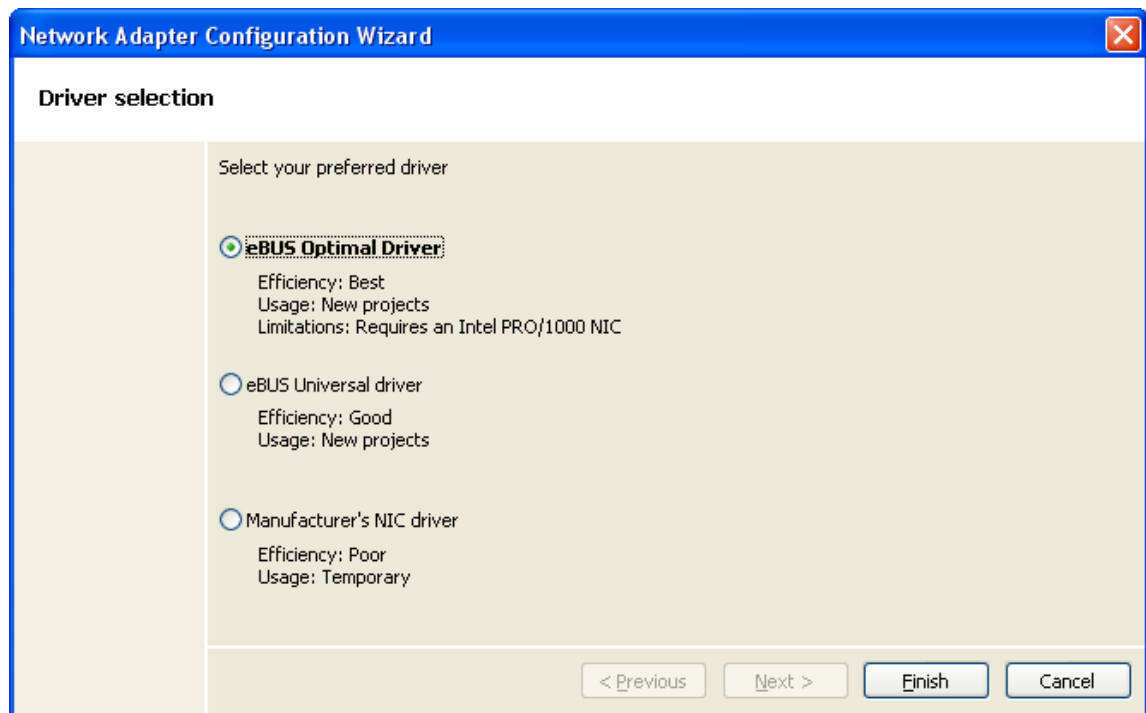 Network Adapter Configuration Wizard
Driver selection
Select your preferred driver
eBUS Optimal Driver
Efficiency: Best
Usage: New projects
Limitations: Requires an Intel PRO/1000 NIC
eBUS Universal driver
Efficiency: Good
Usage: New projects
Manufacturer's NIC driver
Efficiency: Poor
Usage: Temporary
< Previous Next > Finish Cancel